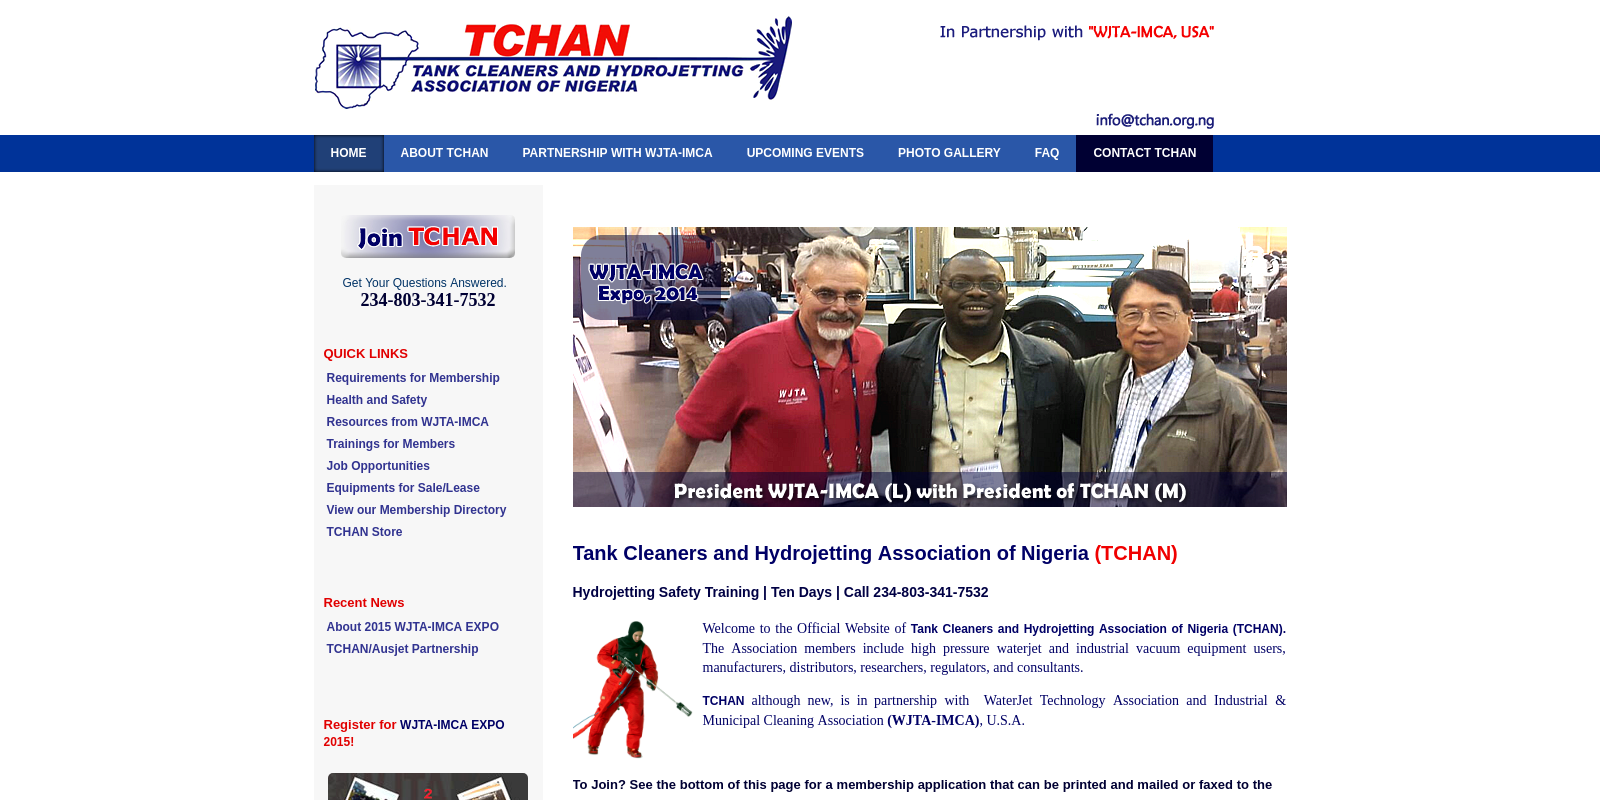 TCHAN
TANK CLEANERS AND HYDROJETTING
ASSOCIATION OF NIGERIA
In Partnership with "WJTA-IMCA, USA"
info@tchan.org.ng
HOME ABOUT TCHAN PARTNERSHIP WITH WJTA-IMCA UPCOMING EVENTS PHOTO GALLERY FAQ CONTACT TCHAN
Join TCHAN
Get Your Questions Answered.
234-803-341-7532
QUICK LINKS
Requirements for Membership
Health and Safety
Resources from WJTA-IMCA
Trainings for Members
Job Opportunities
Equipments for Sale/Lease
View our Membership Directory
TCHAN Store
Recent News
About 2015 WJTA-IMCA EXPO
TCHAN/Ausjet Partnership
Register for WJTA-IMCA EXPO
2015!
2
WJTA-IMCA
Expo, 2014
WJTA
President WJTA-IMCA (L) with President of TCHAN (M)
Tank Cleaners and Hydrojetting Association of Nigeria (TCHAN)
Hydrojetting Safety Training | Ten Days | Call 234-803-341-7532
Welcome to the Official Website of Tank Cleaners and Hydrojetting Association of Nigeria (TCHAN).
The Association members include high pressure waterjet and industrial vacuum equipment users,
manufacturers, distributors, researchers, regulators, and consultants.
TCHAN although new, is in partnership with WaterJet Technology Association and Industrial &
Municipal Cleaning Association (WJTA-IMCA), U.S.A.
To Join? See the bottom of this page for a membership application that can be printed and mailed or faxed to the